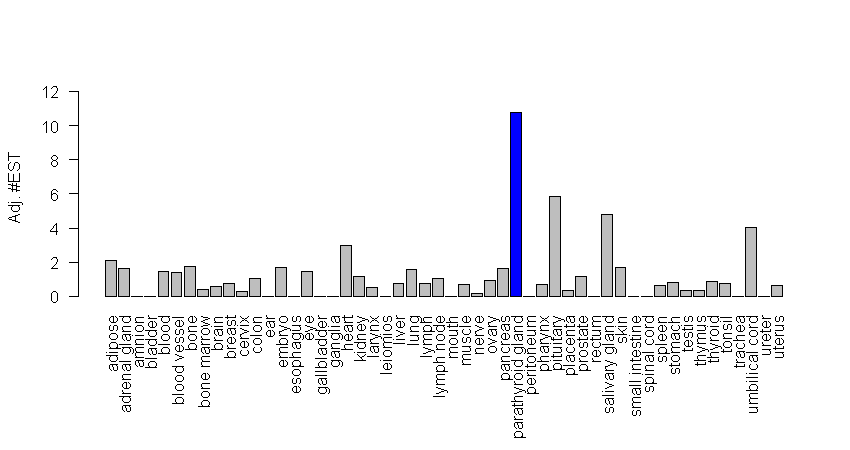 Adj. #EST
12
10
8
6
4
2
0
adipose
adrenal gland
amnion
bladder
blood
blood vessel
bone
bone marrow
brain
breast
cervix
colon
ear
embryo
esophagus
eye
gallbladder
ganglia
heart
kidney
larynx
leiomios
liver
lung
lymph
lymph node
mouth
muscle
nerve
ovary
pancreas
parathyroid gland
peritoneum
pharynx
pituitary
placenta
prostate
rectum
salivary gland
skin
small intestine
spinal cord
spleen
stomach
testis
thymus
thyroid
tonsil
trachea
umbilical cord
ureter
uterus